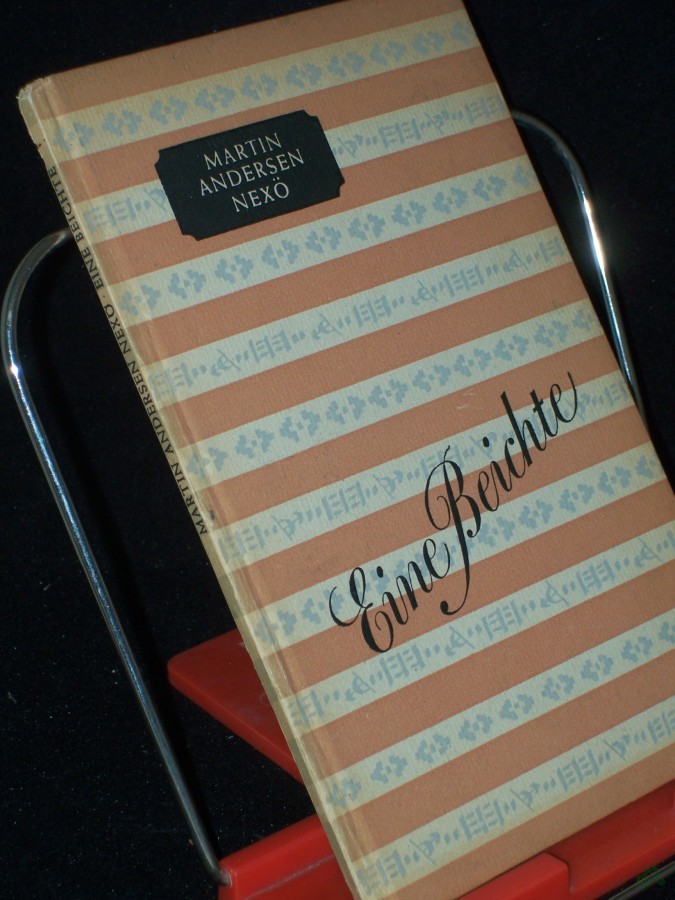 MARTIN
ANDERSEN
NEXÖ
Eine Beichte
MARTIN ANDERSEN NEXÖ · EINE BEICHTE